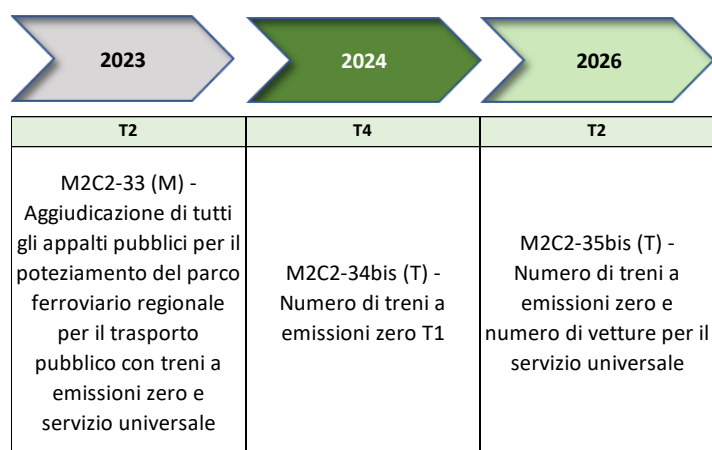 2023
2024
2026
T2
T4
T2
M2C2-33 (M) -
Aggiudicazione di tutti
gli appalti pubblici per il
poteziamento del parco
ferroviario regionale
per il trasporto
pubblico con treni a
emissioni zero e
servizio universale
M2C2-34bis (T) -
Numero di treni a
emissioni zero T1
M2C2-35bis (T) -
Numero di treni a
emissioni zero e
numero di vetture per il
servizio universale